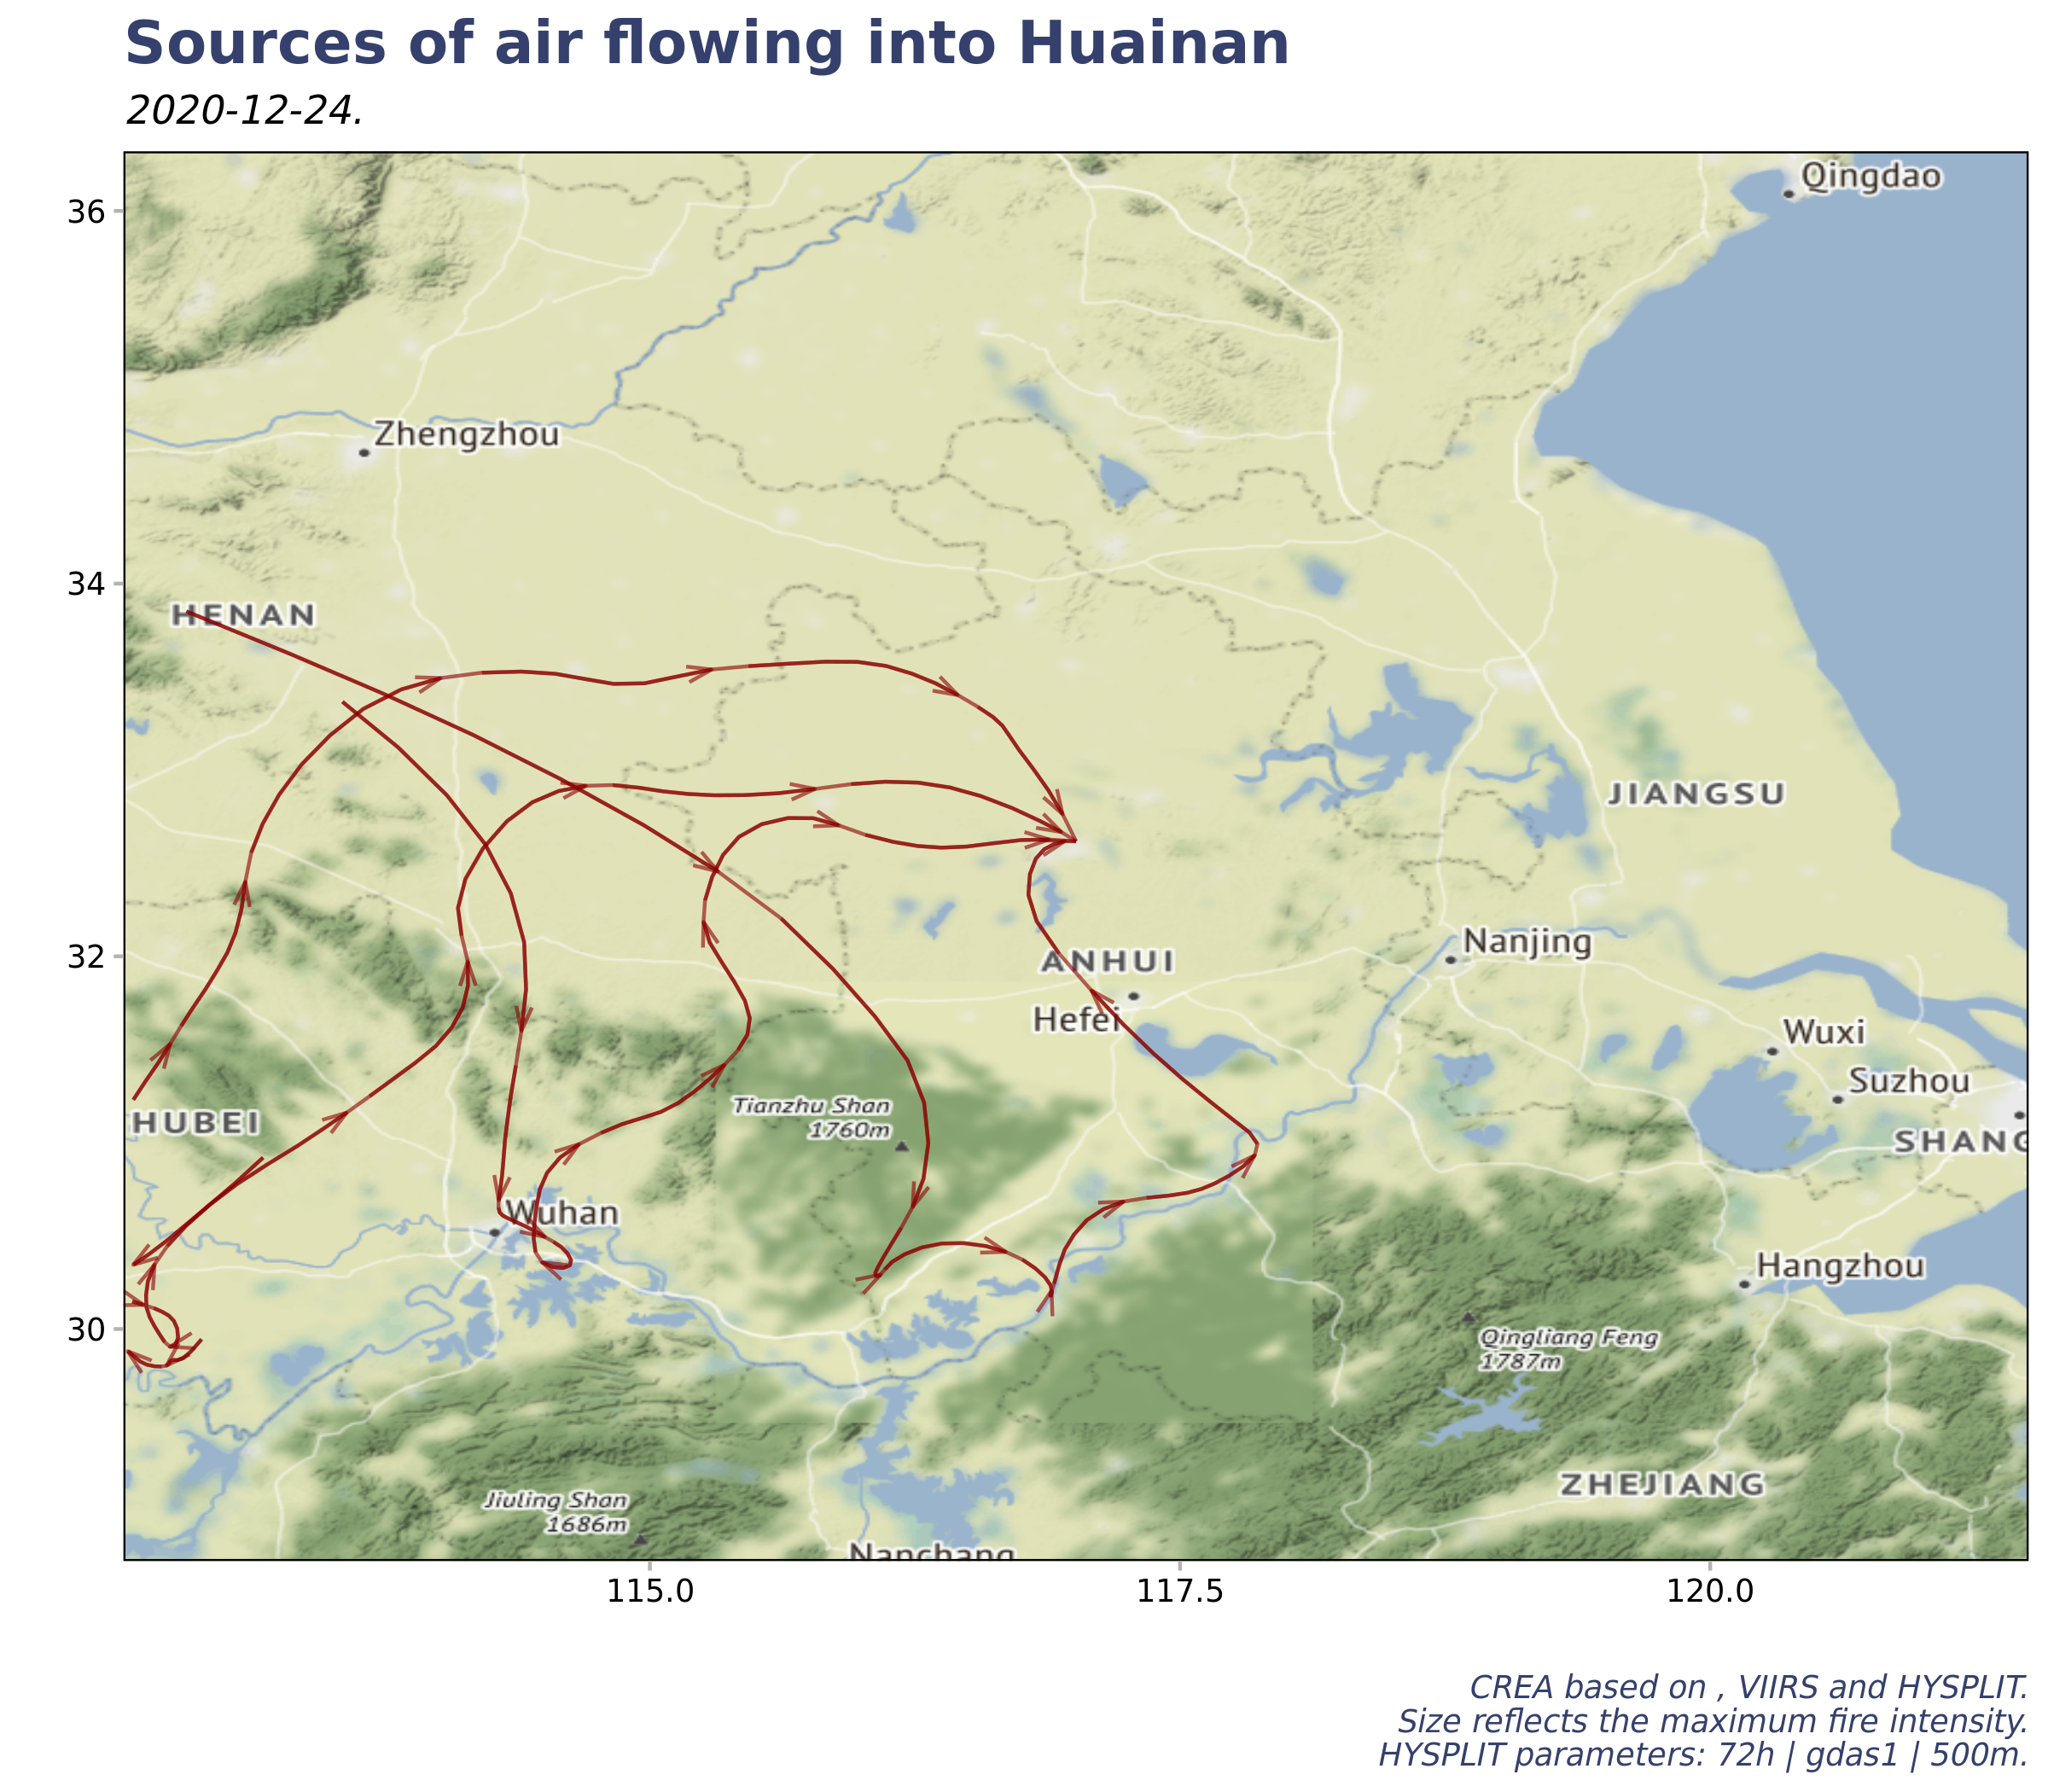 Sources of air flowing into Huainan
2020-12-24.
36
34
32
30
Qingdao
Zhengzhou
HENAN
JIANGSU
Nanjing
ANHUI
Hefei
Wuxi
Suzhou
Tianzhu Shan
1760m
HUBEI
SHANG
Wuhan
Hangzhou
Qingliang Feng
1787m
ZHEJIANG
Jiuling Shan
1686m
Nanchang
115.0
117.5
120.0
CREA based on , VIIRS and HYSPLIT.
Size reflects the maximum fire intensity.
HYSPLIT parameters: 72h | gdas1 | 500m.